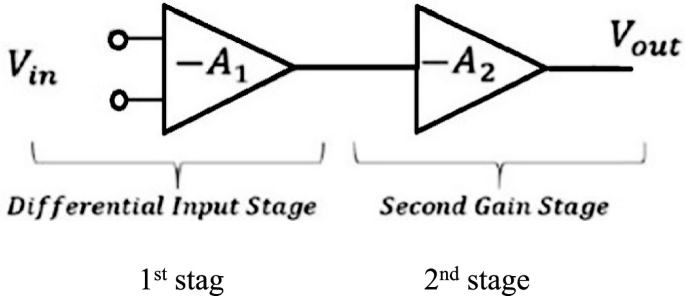 V_in −A_1 −A_2 V_out
Differential Input Stage Second Gain Stage
1st stag 2nd stage